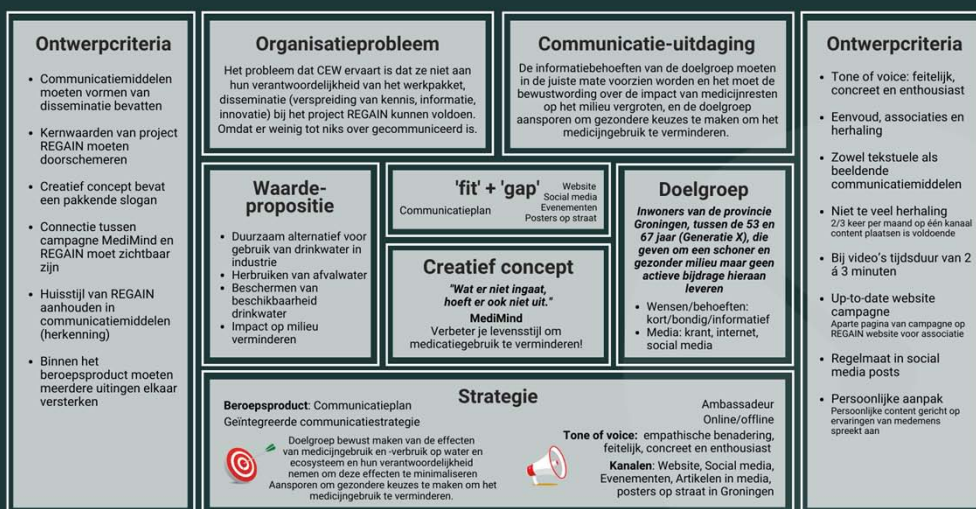 Ontwerpcriteria
• Communicatiemiddelen
moeten vormen van
disseminatie bevatten
• Kernwaarden van project
REGAIN moeten
doorschemeren
• Creatief concept bevat
een pakkende slogan
• Connectie tussen
campagne MediMind en
REGAIN moet zichtbaar
zijn
• Huisstijl van REGAIN
aanhouden in
communicatiemiddelen
(herkenning)
• Binnen het
beroepsproduct moeten
meerdere uitingen elkaar
versterken
Organisatieprobleem
Het probleem dat CEW ervaart is dat ze niet aan
hun verantwoordelijkheid van het werkpakket,
disseminatie (verspreiding van kennis, informatie,
innovatie) bij het project REGAIN kunnen voldoen.
Omdat er weinig tot niks over gecommuniceerd is.
Communicatie-uitdaging
De informatiebehoeften van de doelgroep moeten
in de juiste mate voorzien worden en het moet de
bewustwording over de impact van medicijnresten
op het milieu vergroten, en de doelgroep
aansporen om gezondere keuzes te maken om het
medicijngebruik te verminderen.
Waarde-
propositie
• Duurzaam alternatief voor
gebruik van drinkwater in
industrie
• Herbruiken van afvalwater
• Beschermen van
beschikbaarheid
drinkwater
• Impact op milieu
verminderen
'fit' + 'gap'
Communicatieplan
Website
Social media
Evenementen
Posters op straat
Creatief concept
"Wat er niet ingaat,
hoeft er ook niet uit."
MediMind
Verbeter je levensstijl om
medicatiegebruik te verminderen!
Doelgroep
Inwoners van de provincie
Groningen, tussen de 53 en
67 jaar (Generatie X), die
geven om een schoner en
gezonder milieu maar geen
actieve bijdrage hieraan
leveren
• Wensen/behoeften:
kort/bondig/informatief
• Media: krant, internet,
social media
Strategie
Beroepsproduct: Communicatieplan
Geïntegreerde communicatiestrategie
Doelgroep bewust maken van de effecten
van medicijngebruik en -verbruik op water en
ecosysteem en hun verantwoordelijkheid
nemen om deze effecten te minimaliseren
Aansporen om gezondere keuzes te maken om het
medicijngebruik te verminderen.
Ambassadeur
Online/offline
Tone of voice: empathische benadering,
feitelijk, concreet en enthousiast
Kanalen: Website, Social media,
Evenementen, Artikelen in media,
posters op straat in Groningen
Ontwerpcriteria
• Tone of voice: feitelijk,
concreet en enthousiast
• Eenvoud, associaties en
herhaling
• Zowel tekstuele als
beeldende
communicatiemiddelen
• Niet te veel herhaling
2/3 keer per maand op één kanaal
content plaatsen is voldoende
• Bij video's tijdsduur van 2
á 3 minuten
• Up-to-date website
campagne
Aparte pagina van campagne op
REGAIN website voor associatie
• Regelmaat in social
media posts
• Persoonlijke aanpak
Persoonlijke content gericht op
ervaringen van medemens
spreekt aan